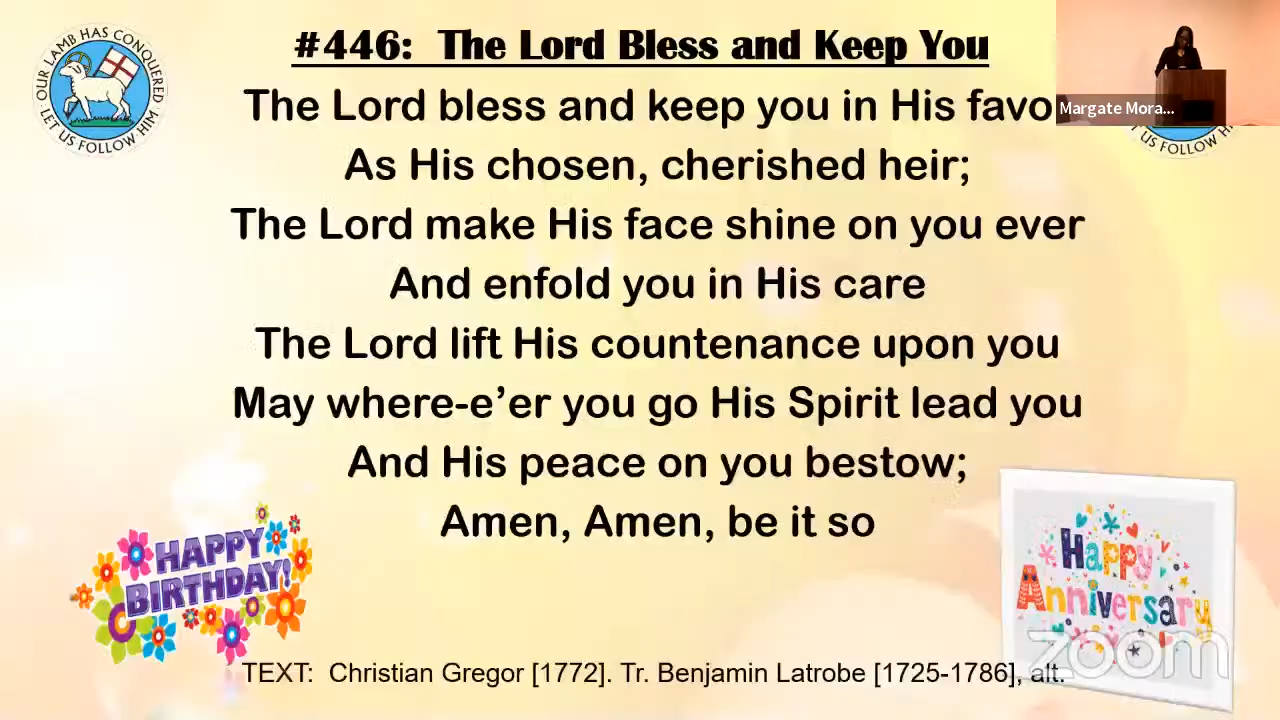 #446: The Lord Bless and Keep You
OUR LAMB HAS CONQUERED
LET US FOLLOW HIM
The Lord bless and keep you in His favo
Margate Mora...
US FOLLOW
As His chosen, cherished heir;
The Lord make His face shine on you ever
And enfold you in His care
The Lord lift His countenance upon you
May where-e’er you go His Spirit lead you
And His peace on you bestow;
Amen, Amen, be it so
HAPPY
BIRTHDAY!
Happy
Anniversary
zoom
TEXT: Christian Gregor [1772]. Tr. Benjamin Latrobe [1725-1786], alt.